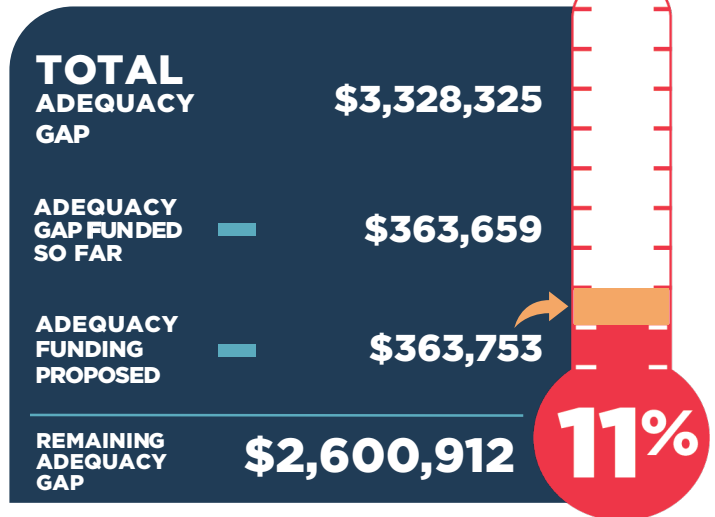 TOTAL
ADEQUACY
GAP
$3,328,325
ADEQUACY
GAP FUNDED
SO FAR
$363,659
ADEQUACY
FUNDING
PROPOSED
$363,753
REMAINING
ADEQUACY
GAP
$2,600,912
11%